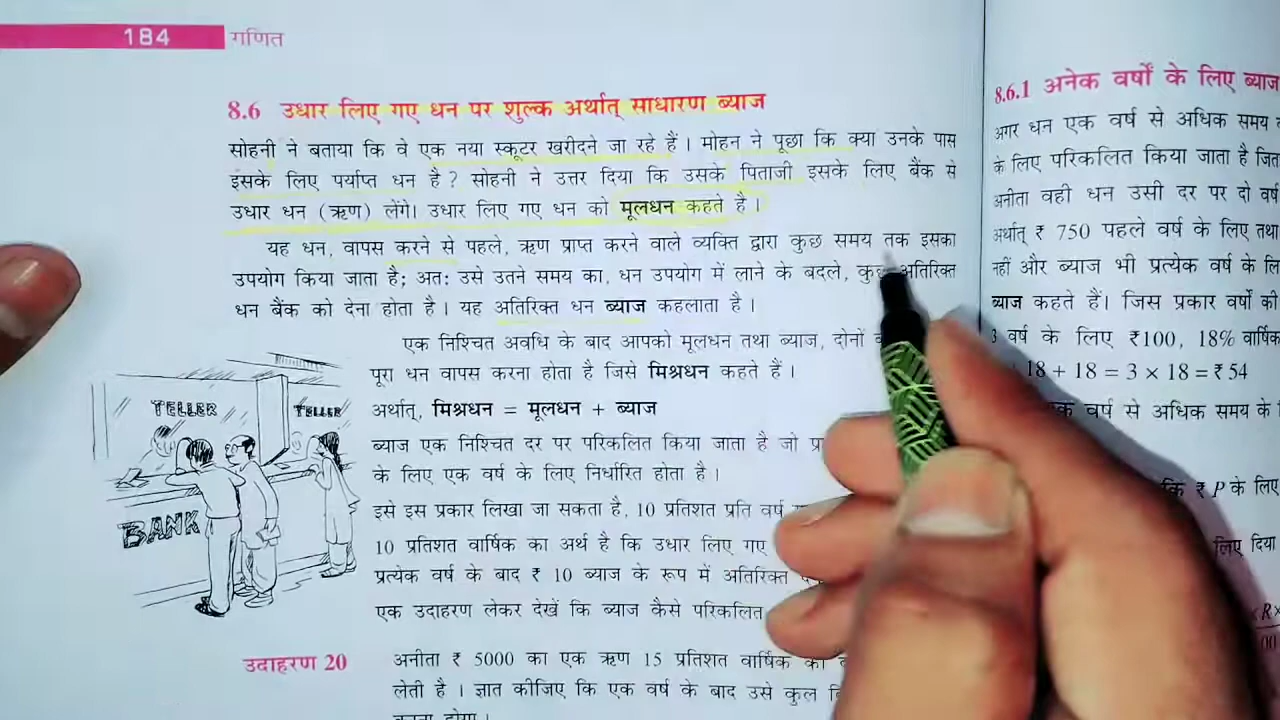 184 गणित
8.6 उधार लिए गए धन पर शुल्क अर्थात् साधारण ब्याज
सोहनी ने बताया कि वे एक नया स्कूटर खरीदने जा रहे हैं। मोहन ने पूछा कि क्या उनके पास
इसके लिए पर्याप्त धन है? सोहनी ने उत्तर दिया कि उसके पिताजी इसके लिए बैंक से
उधार धन (ऋण) लेंगे। उधार लिए गए धन को मूलधन कहते है।
यह धन, वापस करने से पहले, ऋण प्राप्त करने वाले व्यक्ति द्वारा कुछ समय तक इसका
उपयोग किया जाता है; अतः उसे उतने समय का, धन उपयोग में लाने के बदले, कुछ अतिरिक्त
धन बैंक को देना होता है। यह अतिरिक्त धन ब्याज कहलाता है।
एक निश्चित अवधि के बाद आपको मूलधन तथा ब्याज, दोनों
पूरा धन वापस करना होता है जिसे मिश्रधन कहते हैं।
अर्थात्, मिश्रधन = मूलधन + ब्याज
ब्याज एक निश्चित दर पर परिकलित किया जाता है जो
के लिए एक वर्ष के लिए निर्धारित होता है।
इसे इस प्रकार लिखा जा सकता है, 10 प्रतिशत प्रति वर्ष
10 प्रतिशत वार्षिक का अर्थ है कि उधार लिए गए
प्रत्येक वर्ष के बाद ₹ 10 ब्याज के रूप में अतिरिक्त
एक उदाहरण लेकर देखें कि ब्याज कैसे परिकलित
TELLER
TELLER
BANK
उदाहरण 20 अनीता ₹ 5000 का एक ऋण 15 प्रतिशत वार्षिक की
लेती है। ज्ञात कीजिए कि एक वर्ष के बाद उसे कुल
करना होगा।
8.6.1 अनेक वर्षों के लिए ब्याज
अगर धन एक वर्ष से अधिक समय
के लिए परिकलित किया जाता है
अनीता वही धन उसी दर पर दो वर्ष
अर्थात् ₹ 750 पहले वर्ष के लिए तथा
नहीं और ब्याज भी प्रत्येक वर्ष के
ब्याज कहते हैं। जिस प्रकार वर्षों की
3 वर्ष के लिए ₹100, 18% वार्षिक
18 + 18 = 3 × 18 = ₹ 54
एक वर्ष से अधिक समय के
कि ₹ P के लिए
लिए दिया